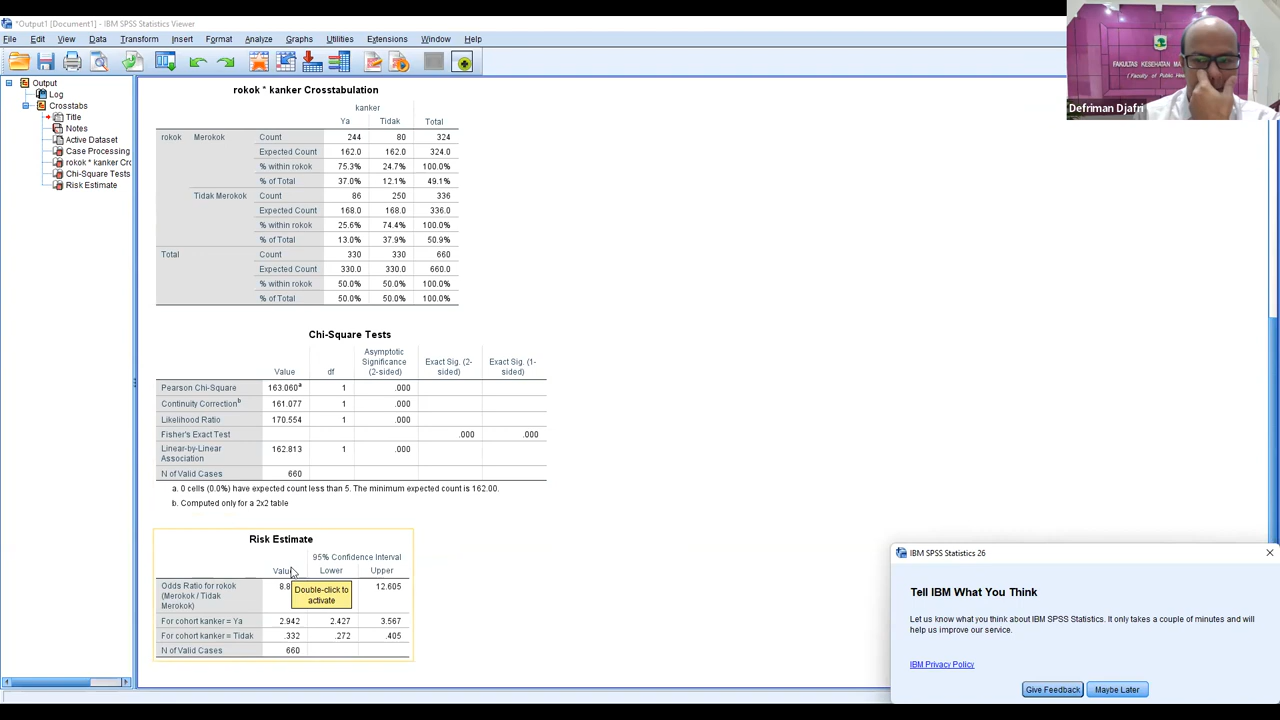 *Output1 [Document1] - IBM SPSS Statistics Viewer
File Edit View Data Transform Insert Format Analyze Graphs Utilities Extensions Window Help
Output
Log
Crosstabs
Title
Notes
Active Dataset
Case Processing
rokok * kanker Cro
Chi-Square Tests
Risk Estimate
rokok * kanker Crosstabulation
kanker
Ya Tidak Total
rokok Merokok Count 244 80 324
Expected Count 162.0 162.0 324.0
% within rokok 75.3% 24.7% 100.0%
% of Total 37.0% 12.1% 49.1%
Tidak Merokok Count 86 250 336
Expected Count 168.0 168.0 336.0
% within rokok 25.6% 74.4% 100.0%
% of Total 13.0% 37.9% 50.9%
Total Count 330 330 660
Expected Count 330.0 330.0 660.0
% within rokok 50.0% 50.0% 100.0%
% of Total 50.0% 50.0% 100.0%
Chi-Square Tests
Value df Asymptotic Significance (2-sided) Exact Sig. (2-sided) Exact Sig. (1-sided)
Pearson Chi-Square 163.060a 1 .000
Continuity Correctionb 161.077 1 .000
Likelihood Ratio 170.554 1 .000
Fisher's Exact Test .000 .000
Linear-by-Linear Association 162.813 1 .000
N of Valid Cases 660
a. 0 cells (0.0%) have expected count less than 5. The minimum expected count is 162.00.
b. Computed only for a 2x2 table
Risk Estimate
95% Confidence Interval
Value Lower Upper
Odds Ratio for rokok (Merokok / Tidak Merokok) 12.605
Double-click to activate
For cohort kanker = Ya 2.942 2.427 3.567
For cohort kanker = Tidak .332 .272 .405
N of Valid Cases 660
FAKULTAS KESEHATAN MA
(Faculty of Public Hea
Defriman Djafri
IBM SPSS Statistics 26
Tell IBM What You Think
Let us know what you think about IBM SPSS Statistics. It only takes a couple of minutes and will
help us improve our service.
IBM Privacy Policy
Give Feedback Maybe Later